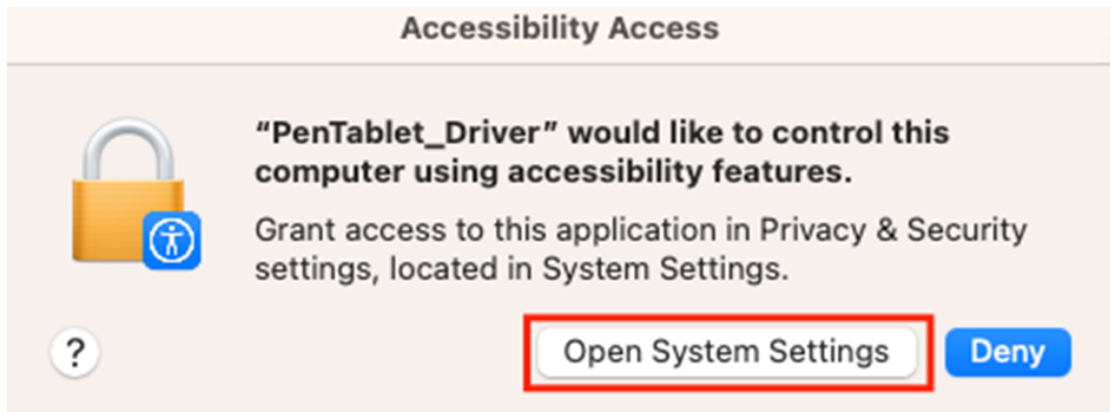 Accessibility Access
“PenTablet_Driver” would like to control this
computer using accessibility features.
Grant access to this application in Privacy & Security
settings, located in System Settings.
?
Open System Settings
Deny